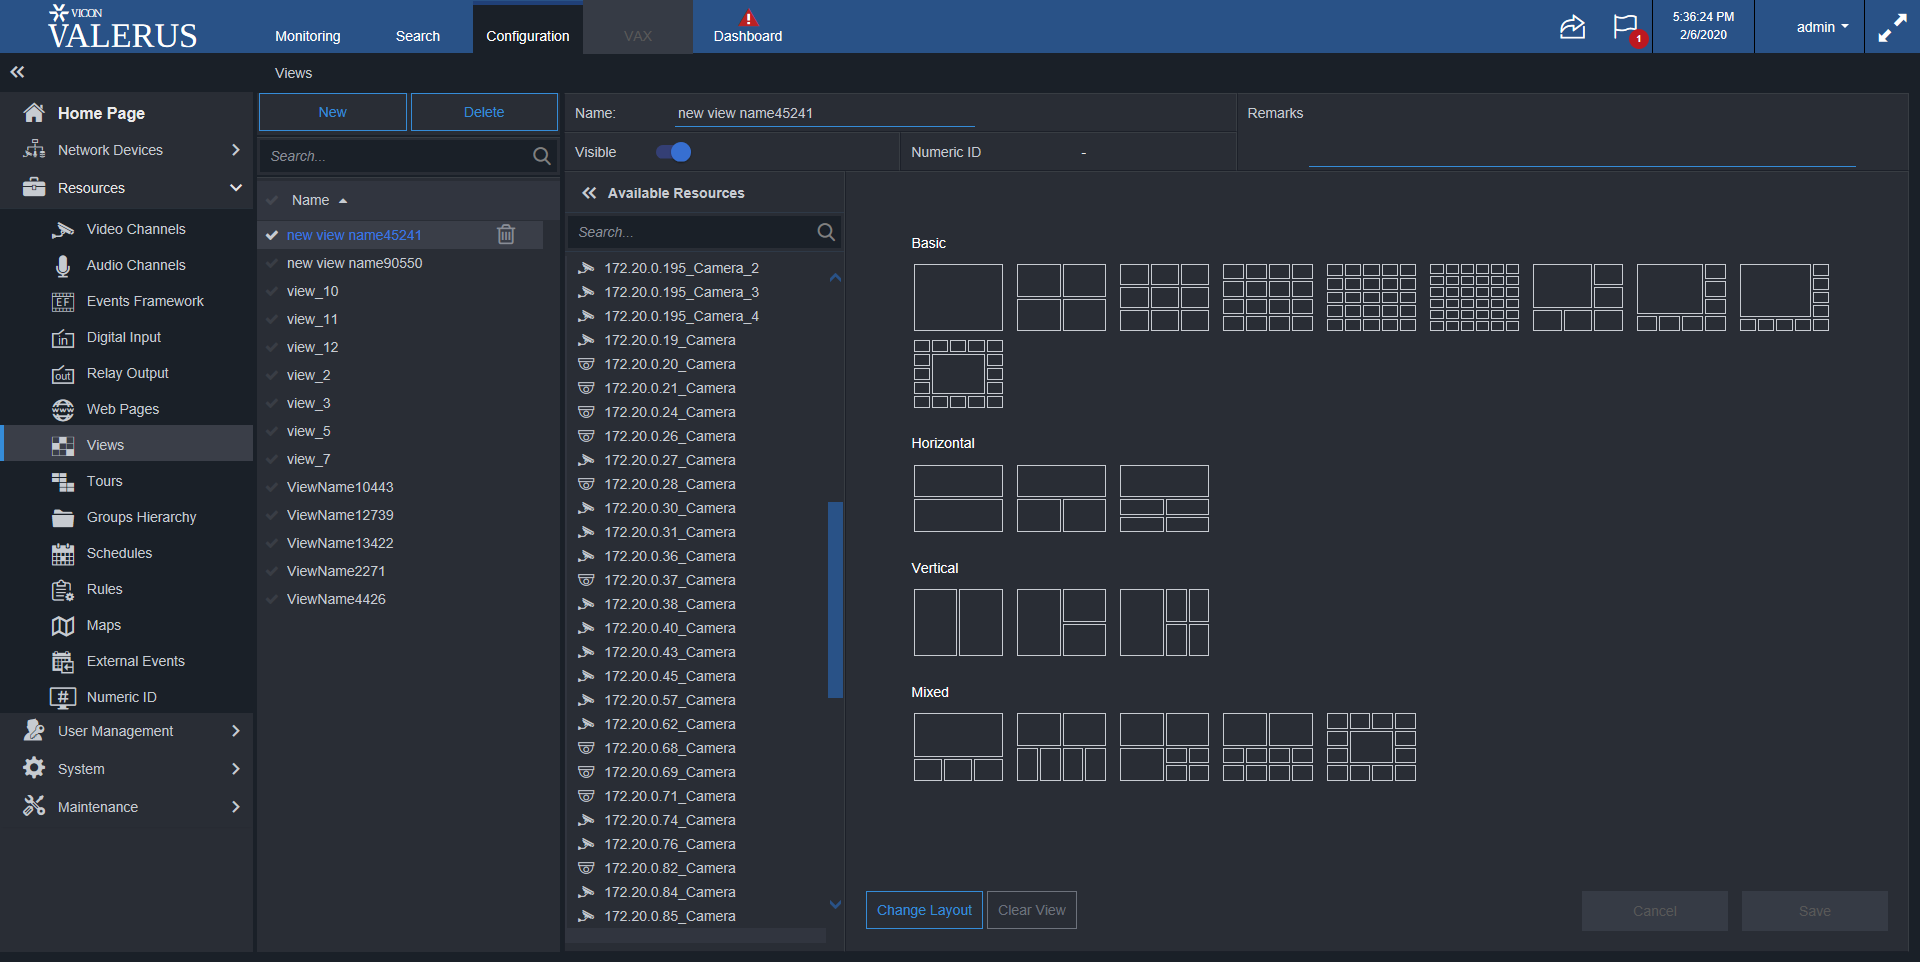 VICON
VALERUS
Monitoring
Search
Configuration
VAX
Dashboard
1
5:36:24 PM
2/6/2020
admin
Views
Home Page
Network Devices
Resources
Video Channels
Audio Channels
EF
Events Framework
in
Digital Input
out
Relay Output
www
Web Pages
Views
Tours
Groups Hierarchy
Schedules
Rules
Maps
External Events
#
Numeric ID
User Management
System
Maintenance
New
Delete
Search...
Name
new view name45241
new view name90550
view_10
view_11
view_12
view_2
view_3
view_5
view_7
ViewName10443
ViewName12739
ViewName13422
ViewName2271
ViewName4426
Name:
new view name45241
Remarks
Visible
Numeric ID
-
Available Resources
Search...
172.20.0.195_Camera_2
172.20.0.195_Camera_3
172.20.0.195_Camera_4
172.20.0.19_Camera
172.20.0.20_Camera
172.20.0.21_Camera
172.20.0.24_Camera
172.20.0.26_Camera
172.20.0.27_Camera
172.20.0.28_Camera
172.20.0.30_Camera
172.20.0.31_Camera
172.20.0.36_Camera
172.20.0.37_Camera
172.20.0.38_Camera
172.20.0.40_Camera
172.20.0.43_Camera
172.20.0.45_Camera
172.20.0.57_Camera
172.20.0.62_Camera
172.20.0.68_Camera
172.20.0.69_Camera
172.20.0.71_Camera
172.20.0.74_Camera
172.20.0.76_Camera
172.20.0.82_Camera
172.20.0.84_Camera
172.20.0.85_Camera
Basic
Horizontal
Vertical
Mixed
Change Layout
Clear View
Cancel
Save